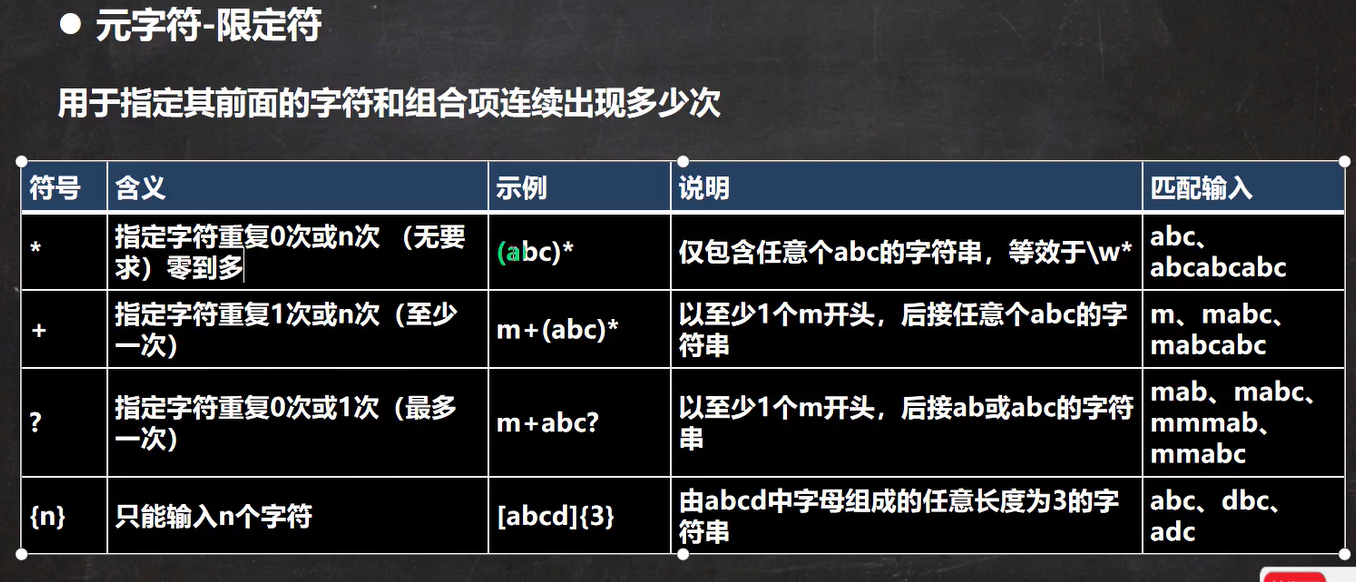 ● 元字符-限定符
用于指定其前面的字符和组合项连续出现多少次
符号 含义 示例 说明 匹配输入
* 指定字符重复0次或n次 （无要 (abc)* 仅包含任意个abc的字符串，等效于\w* abc、
求）零到多 abcabcabc
+ 指定字符重复1次或n次（至少 m+(abc)* 以至少1个m开头，后接任意个abc的字 m、mabc、
一次） 符串 mabcabc
? 指定字符重复0次或1次（最多 m+abc? 以至少1个m开头，后接ab或abc的字符 mab、mabc、
一次） 串 mmmab、
mmabc
{n} 只能输入n个字符 [abcd]{3} 由abcd中字母组成的任意长度为3的字 abc、dbc、
符串 adc